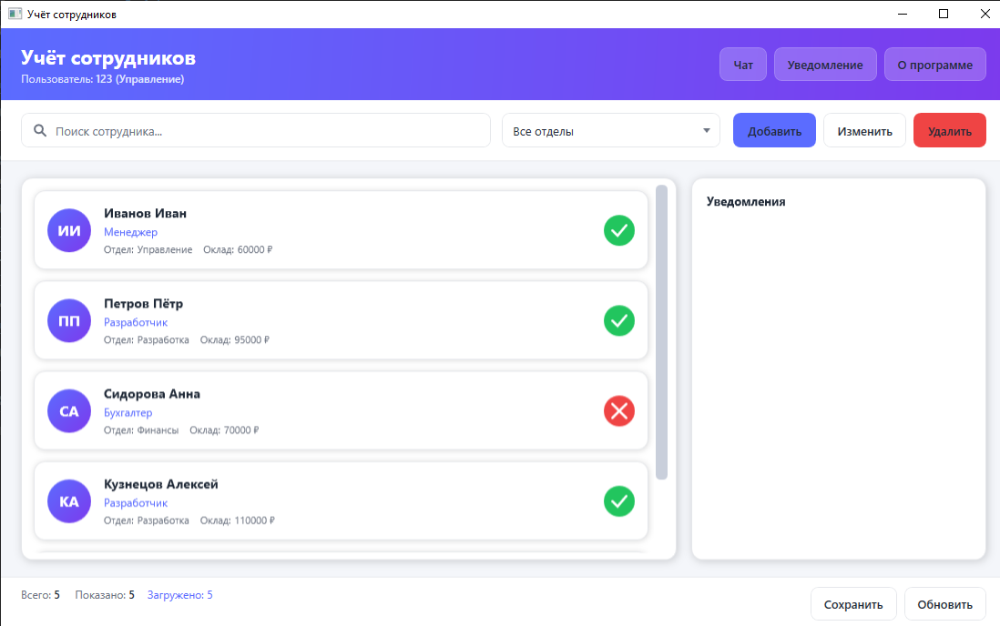 Учёт сотрудников
Учёт сотрудников
Пользователь: 123 (Управление)
Чат
Уведомление
О программе
Поиск сотрудника...
Все отделы
Добавить
Изменить
Удалить
ИИ
Иванов Иван
Менеджер
Отдел: Управление Оклад: 60000 ₽
ПП
Петров Пётр
Разработчик
Отдел: Разработка Оклад: 95000 ₽
СА
Сидорова Анна
Бухгалтер
Отдел: Финансы Оклад: 70000 ₽
КА
Кузнецов Алексей
Разработчик
Отдел: Разработка Оклад: 110000 ₽
Уведомления
Всего: 5 Показано: 5 Загружено: 5
Сохранить
Обновить